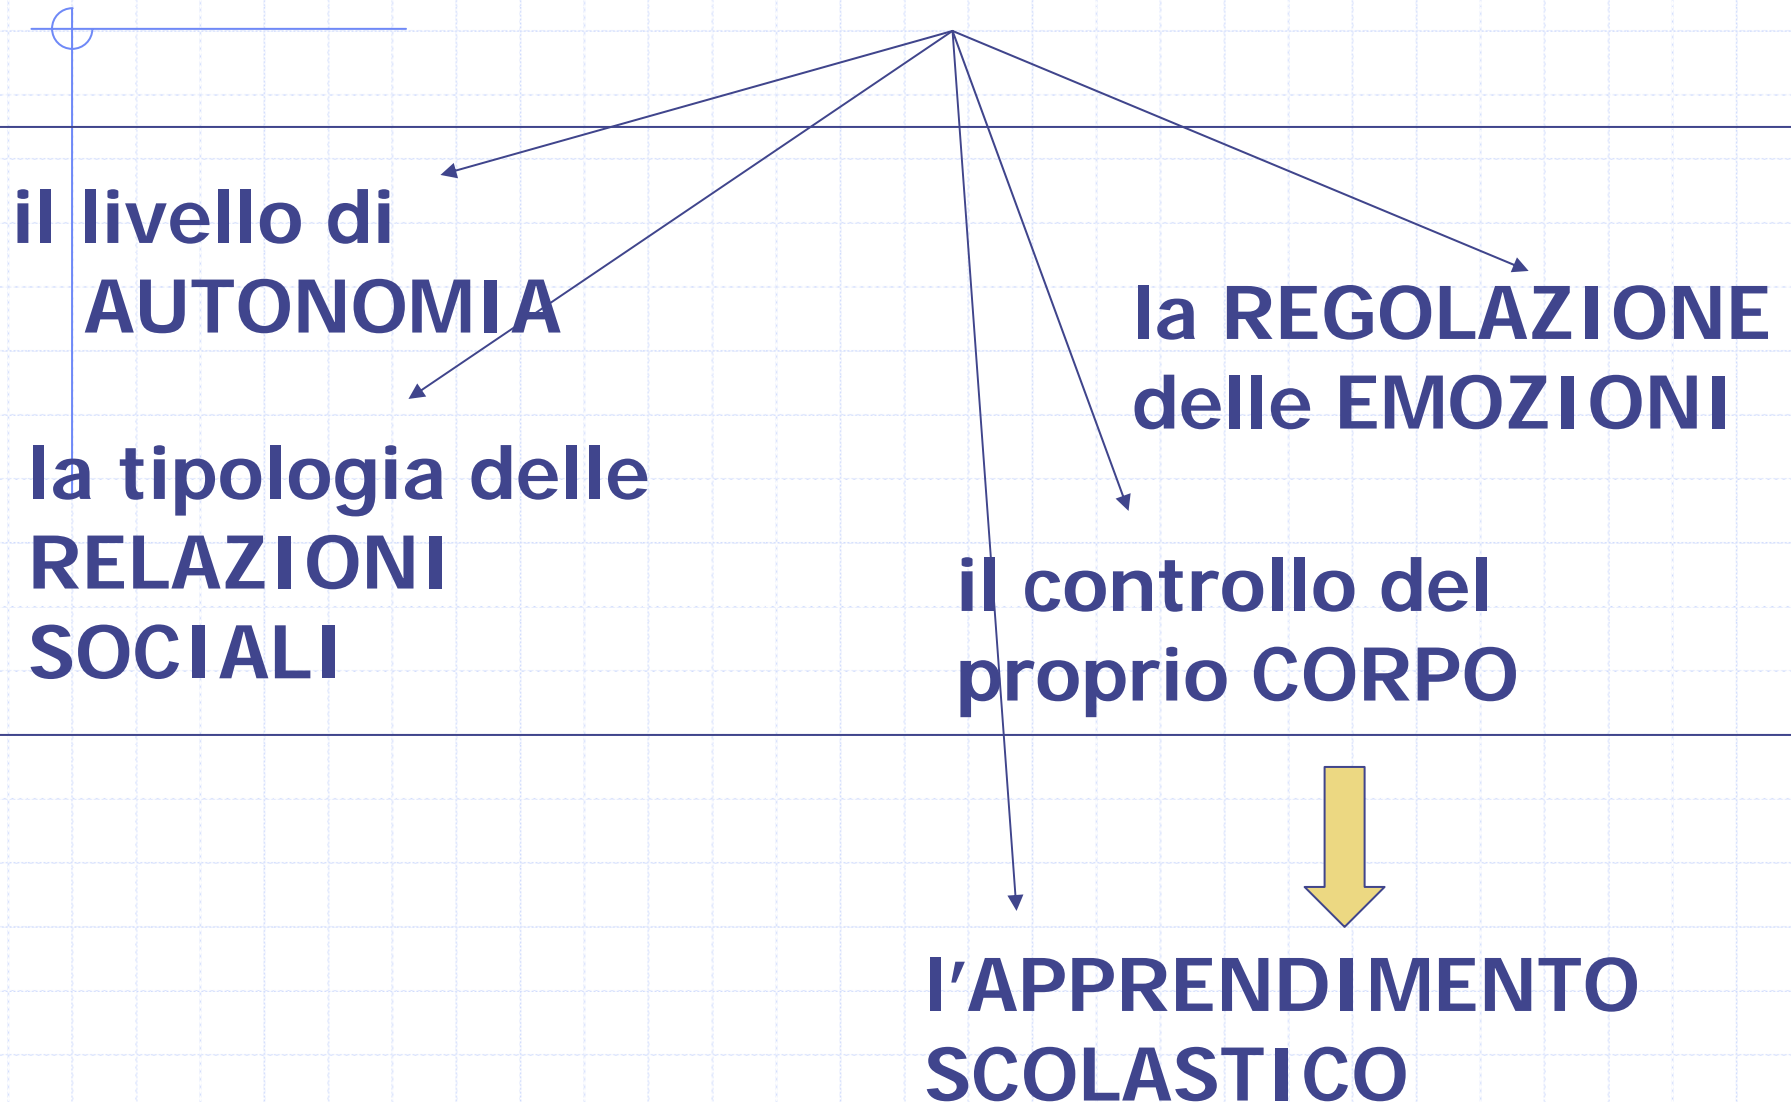 il livello di
AUTONOMIA
la tipologia delle
RELAZIONI
SOCIALI
la REGOLAZIONE
delle EMOZIONI
il controllo del
proprio CORPO
l’APPRENDIMENTO
SCOLASTICO